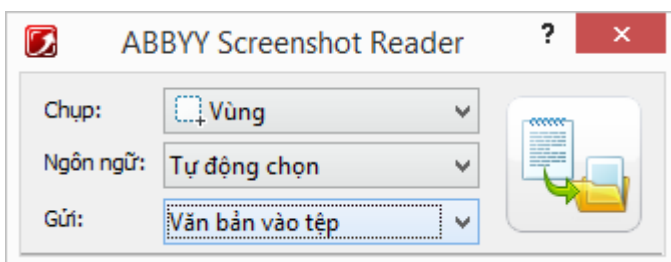 ABBYY Screenshot Reader ? ×
Chụp: Vùng
Ngôn ngữ: Tự động chọn
Gửi: Văn bản vào tệp